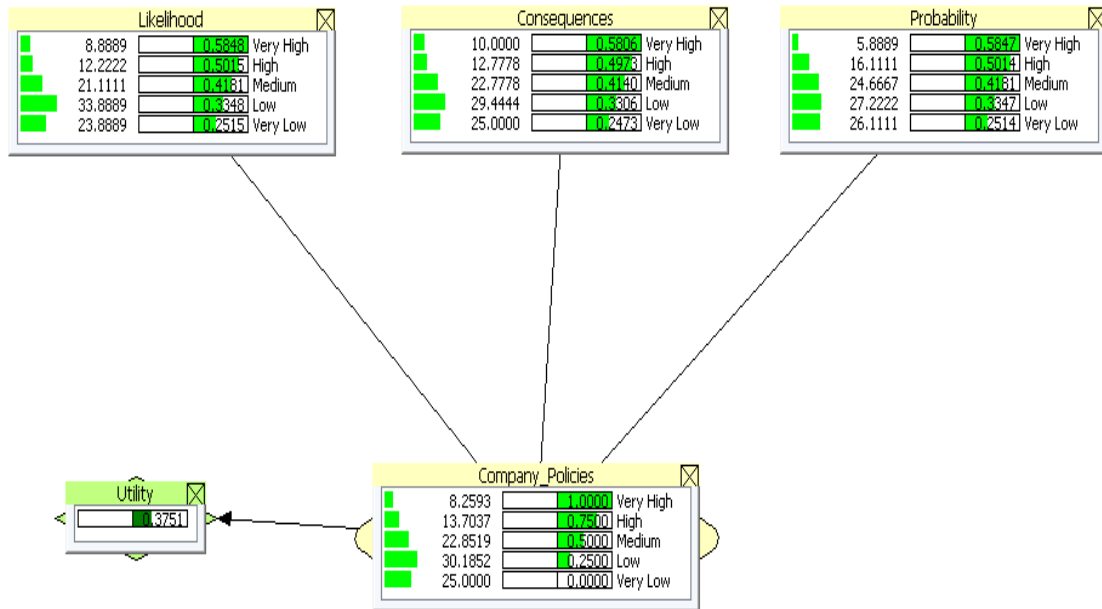 Likelihood
8.8889 0.5848 Very High
12.2222 0.5015 High
21.1111 0.4181 Medium
33.8889 0.3348 Low
23.8889 0.2515 Very Low
Consequences
10.0000 0.5806 Very High
12.7778 0.4973 High
22.7778 0.4140 Medium
29.4444 0.3306 Low
25.0000 0.2473 Very Low
Probability
5.8889 0.5847 Very High
16.1111 0.5014 High
24.6667 0.4181 Medium
27.2222 0.3347 Low
26.1111 0.2514 Very Low
Utility
0.3751
Company_Policies
8.2593 1.0000 Very High
13.7037 0.7500 High
22.8519 0.5000 Medium
30.1852 0.2500 Low
25.0000 0.0000 Very Low